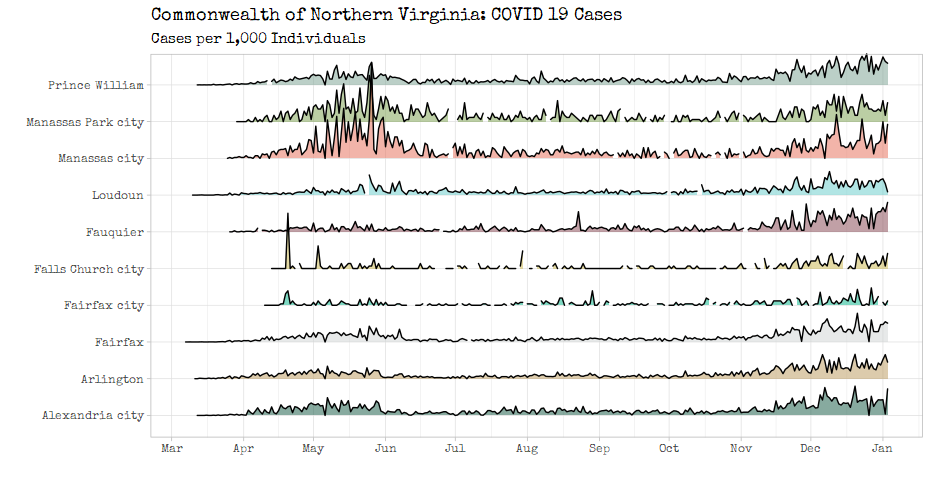 Commonwealth of Northern Virginia: COVID 19 Cases
Cases per 1,000 Individuals
Prince William
Manassas Park city
Manassas city
Loudoun
Fauquier
Falls Church city
Fairfax city
Fairfax
Arlington
Alexandria city
Mar Apr May Jun Jul Aug Sep Oct Nov Dec Jan